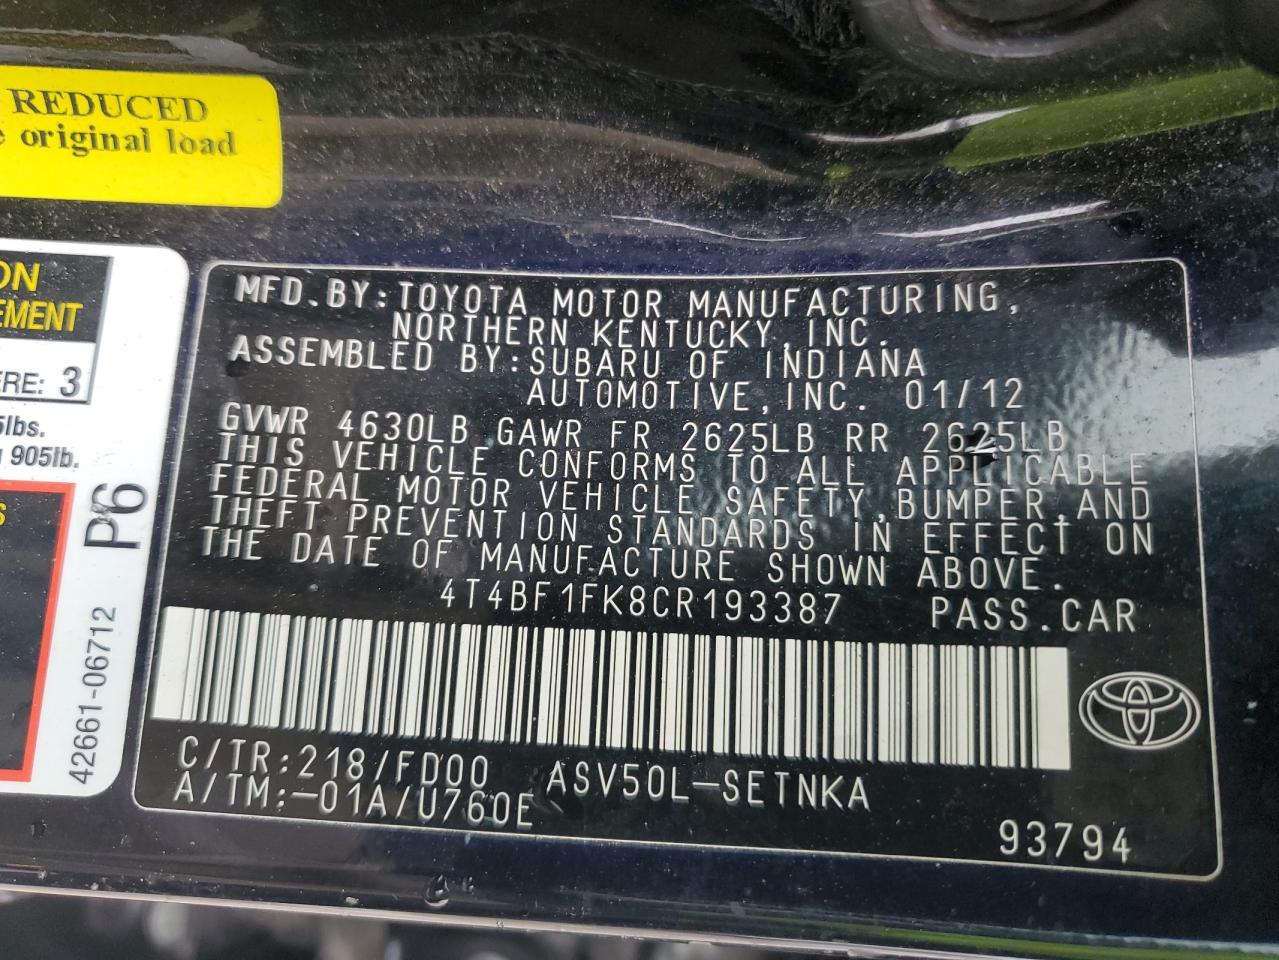 REDUCED
original load
ON
EMENT
ERE: 3
5lbs.
905lb.
S
P6
42661-06712
MFD.BY:TOYOTA MOTOR MANUFACTURING,
NORTHERN KENTUCKY,INC.
ASSEMBLED BY:SUBARU OF INDIANA
AUTOMOTIVE,INC. 01/12
GVWR 4630LB GAWR FR 2625LB RR 2625LB
THIS VEHICLE CONFORMS TO ALL APPLICABLE
FEDERAL MOTOR VEHICLE SAFETY,BUMPER,AND
THEFT PREVENTION STANDARDS IN EFFECT ON
THE DATE OF MANUFACTURE SHOWN ABOVE.
4T4BF1FK8CR193387 PASS.CAR
C/TR:218/FD00 ASV50L-SETNKA
A/TM:-01A/U760E
93794